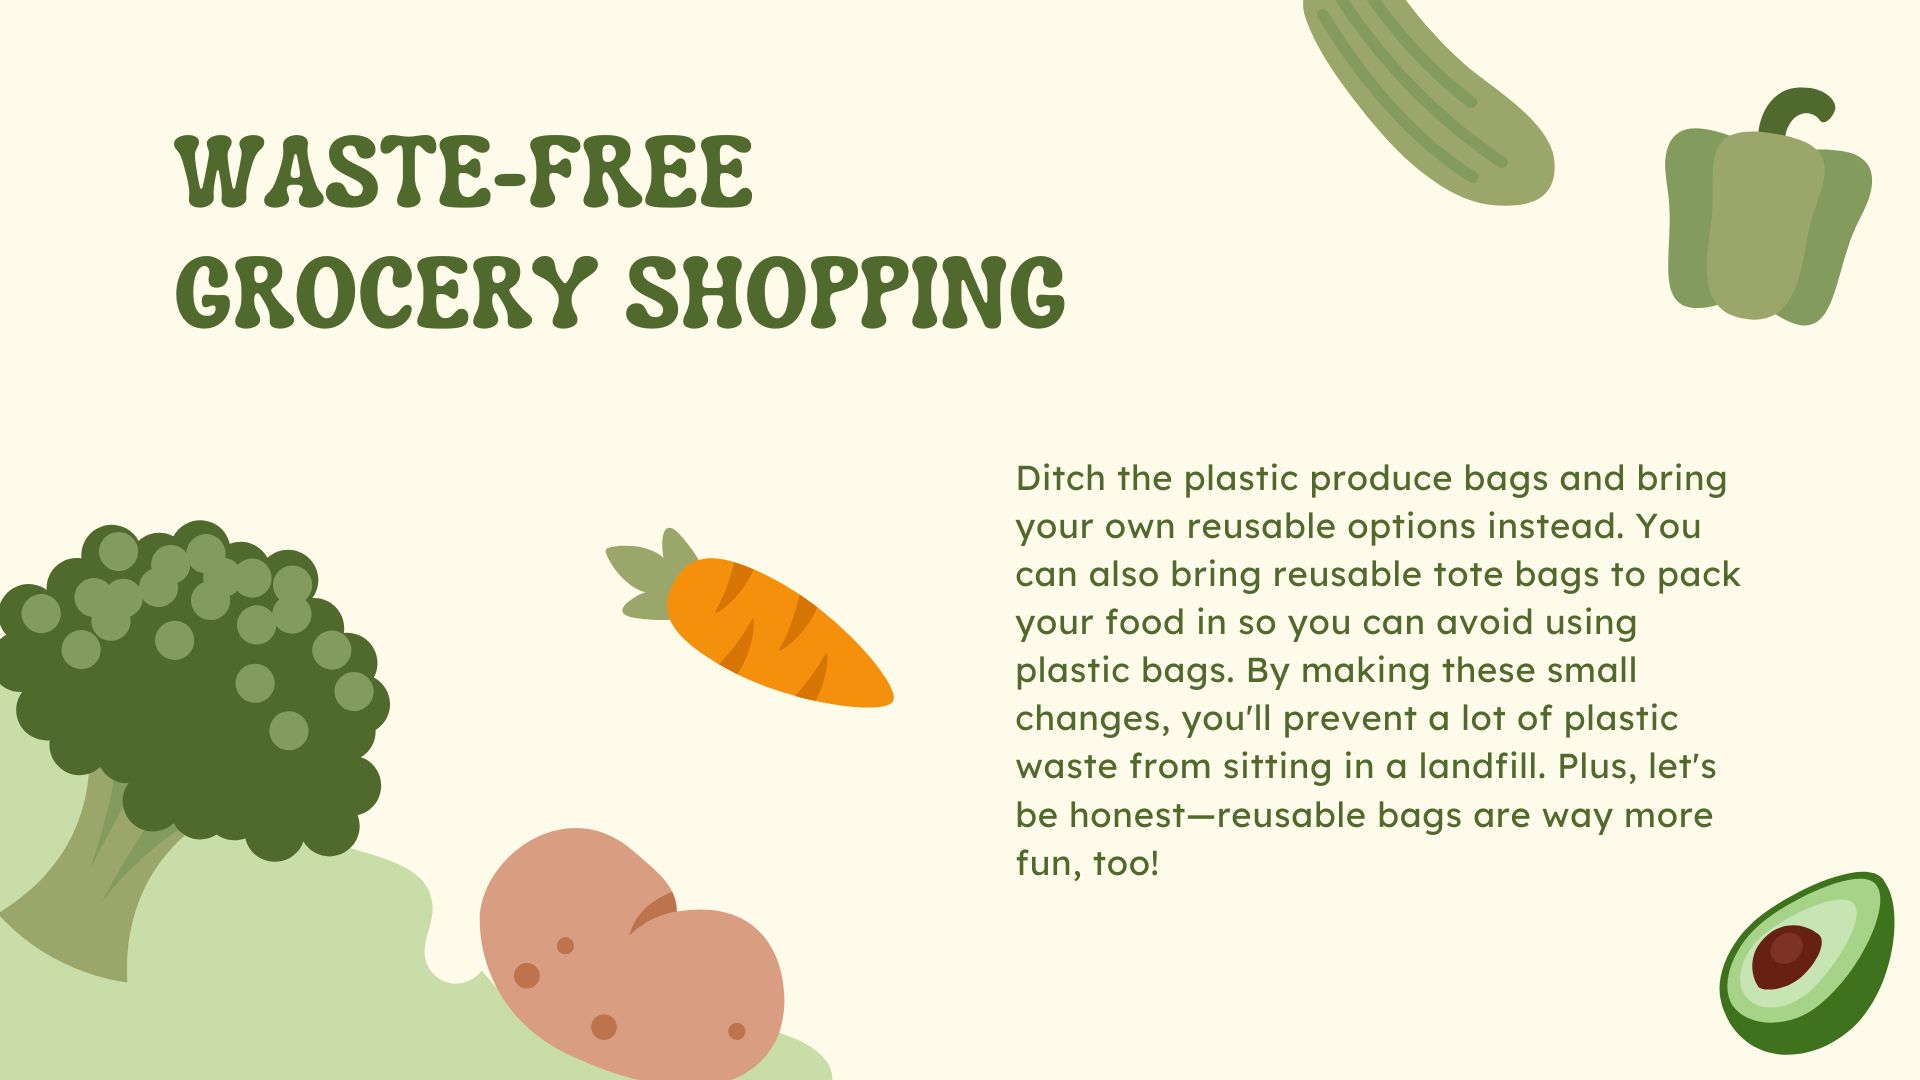 WASTE-FREE
GROCERY SHOPPING
Ditch the plastic produce bags and bring
your own reusable options instead. You
can also bring reusable tote bags to pack
your food in so you can avoid using
plastic bags. By making these small
changes, you'll prevent a lot of plastic
waste from sitting in a landfill. Plus, let's
be honest—reusable bags are way more
fun, too!